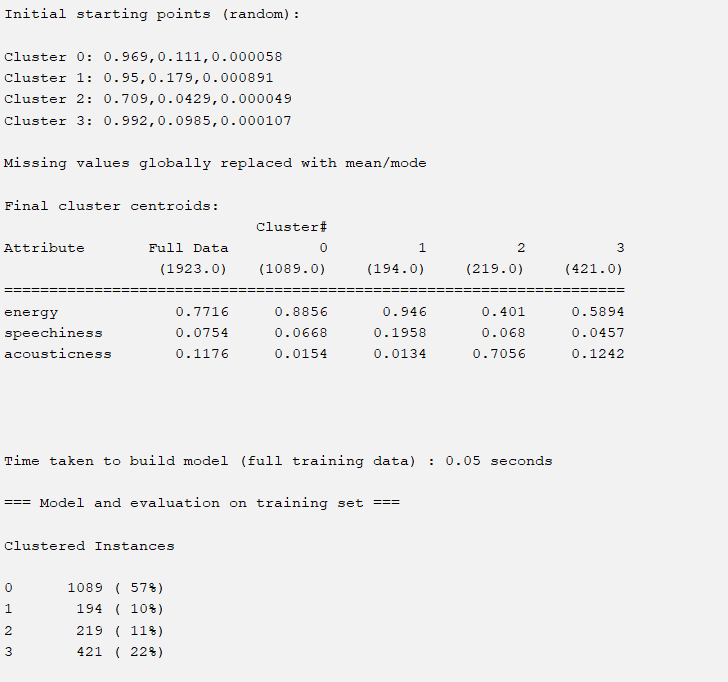 Initial starting points (random):
Cluster 0: 0.969,0.111,0.000058
Cluster 1: 0.95,0.179,0.000891
Cluster 2: 0.709,0.0429,0.000049
Cluster 3: 0.992,0.0985,0.000107
Missing values globally replaced with mean/mode
Final cluster centroids:
Cluster#
Attribute Full Data 0 1 2 3
(1923.0) (1089.0) (194.0) (219.0) (421.0)
======================================================================
energy 0.7716 0.8856 0.946 0.401 0.5894
speechiness 0.0754 0.0668 0.1958 0.068 0.0457
acousticness 0.1176 0.0154 0.0134 0.7056 0.1242
Time taken to build model (full training data) : 0.05 seconds
=== Model and evaluation on training set ===
Clustered Instances
0 1089 ( 57%)
1 194 ( 10%)
2 219 ( 11%)
3 421 ( 22%)